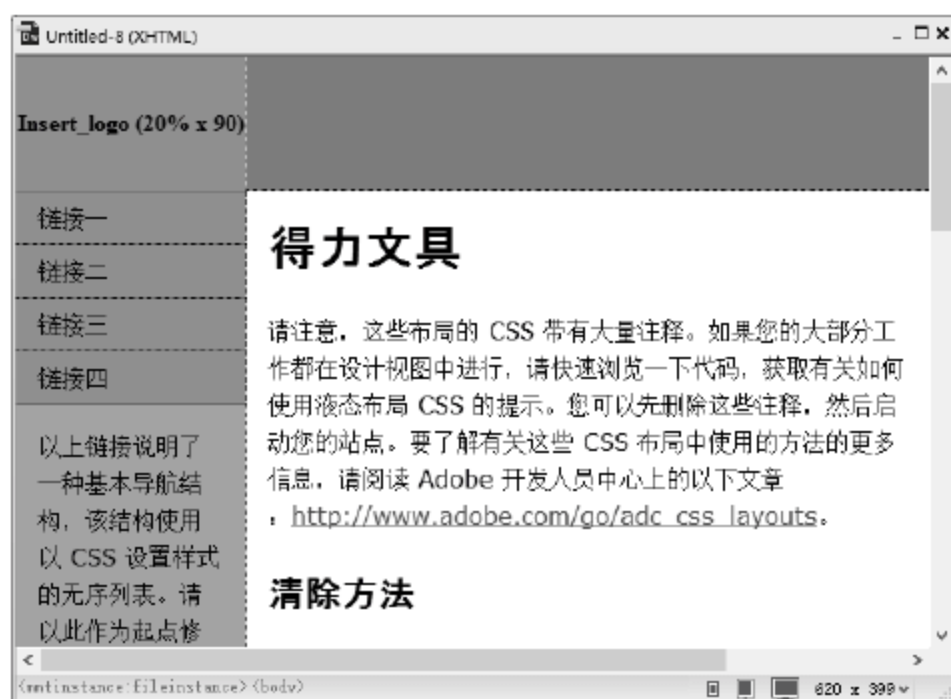 Untitled-8 (XHTML)
Insert_logo (20% x 90)
链接一
链接二
链接三
链接四
以上链接说明了
一种基本导航结
构，该结构使用
以 CSS 设置样式
的无序列表。请
以此作为起点修
得力文具
请注意，这些布局的 CSS 带有大量注释。如果您的大部分工
作都在设计视图中进行，请快速浏览一下代码，获取有关如何
使用液态布局 CSS 的提示。您可以先删除这些注释，然后启
动您的站点。要了解有关这些 CSS 布局中使用的方法的更多
信息，请阅读 Adobe 开发人员中心上的以下文章
：http://www.adobe.com/go/adc_css_layouts。
清除方法
<mmtinstance:fileinstance> <body>
620 x 399